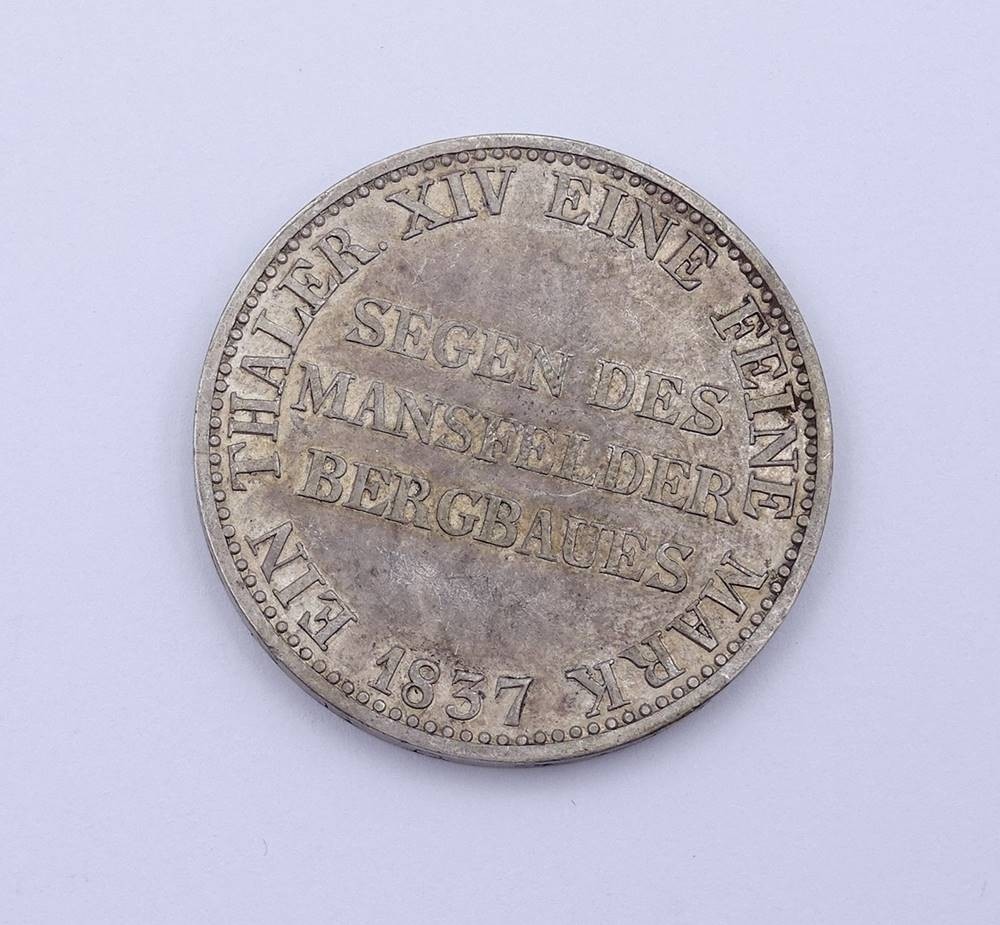 EIN THALER. XIV EINE FEINE MARK
SEGEN DES
MANSFELDER
BERGBAUES
1837